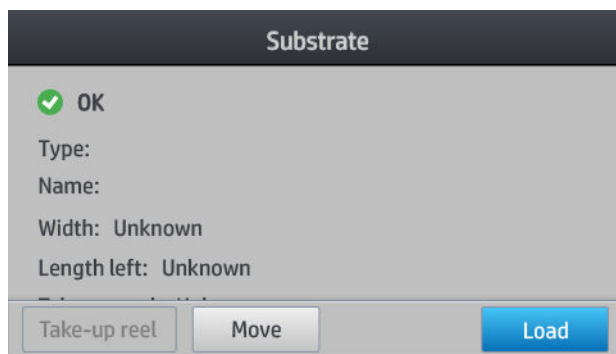 Substrate
OK
Type:
Name:
Width: Unknown
Length left: Unknown
Take-up reel
Move
Load